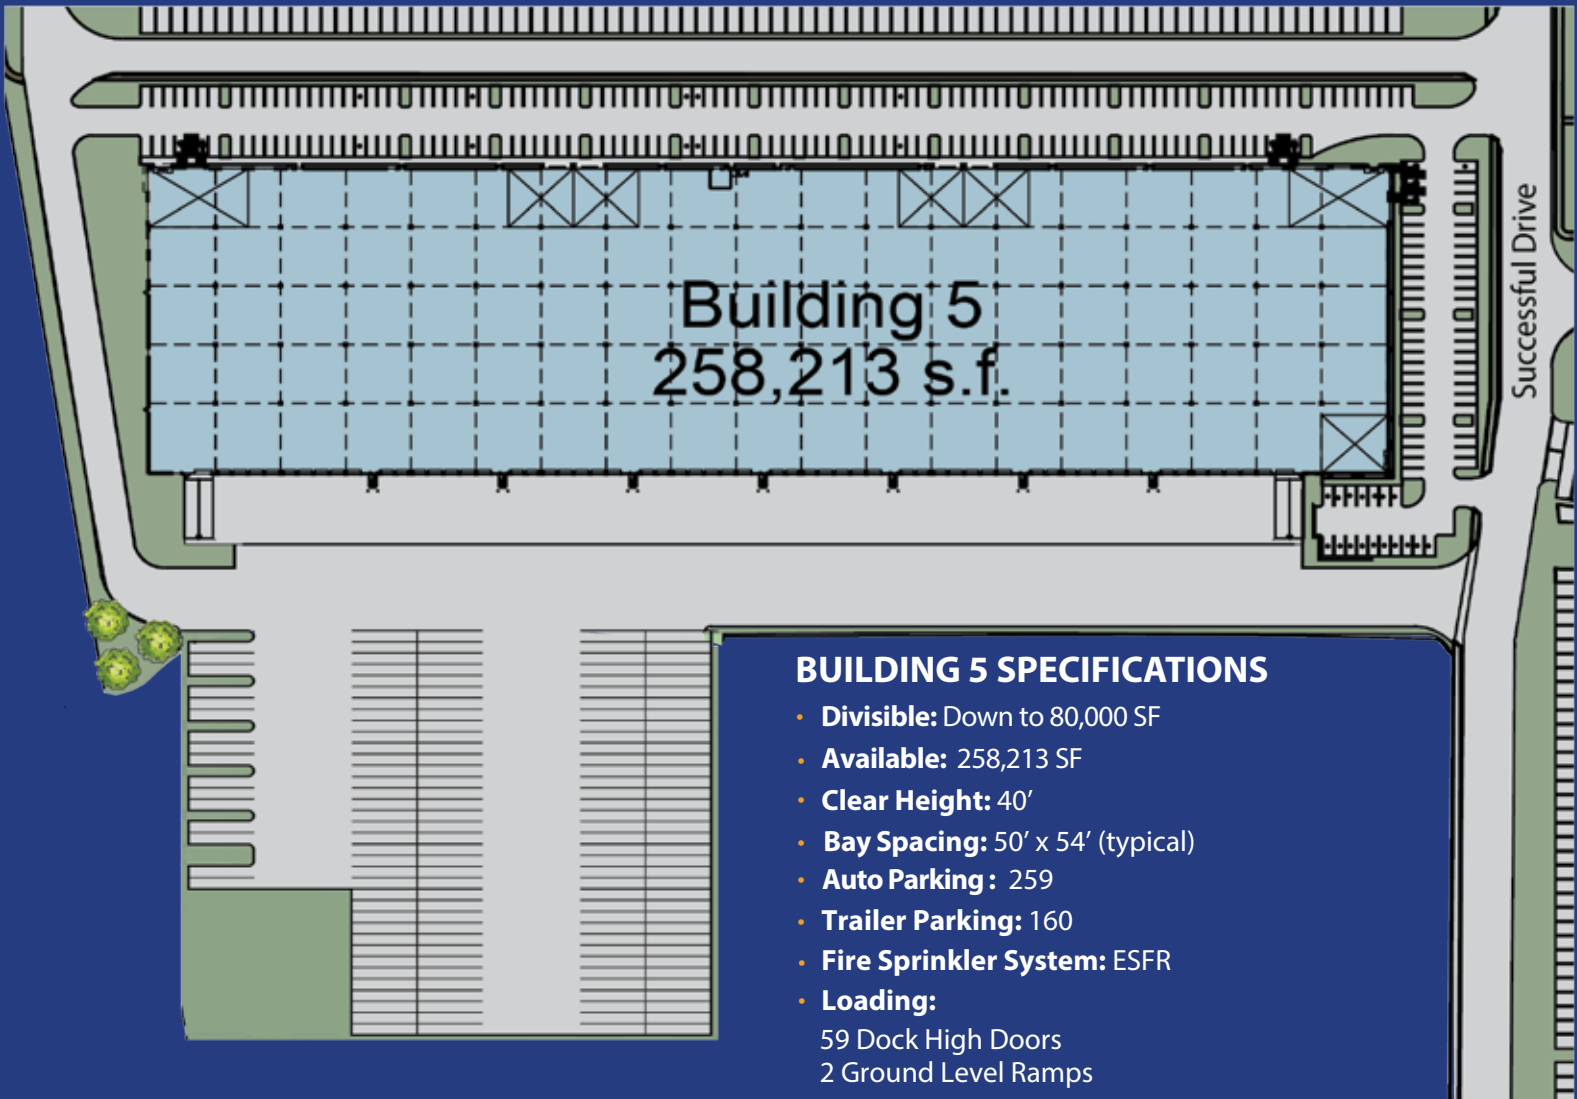 Building 5
258,213 s.f.
Successful Drive
BUILDING 5 SPECIFICATIONS
• Divisible: Down to 80,000 SF
• Available: 258,213 SF
• Clear Height: 40’
• Bay Spacing: 50’ x 54’ (typical)
• Auto Parking : 259
• Trailer Parking: 160
• Fire Sprinkler System: ESFR
• Loading:
59 Dock High Doors
2 Ground Level Ramps